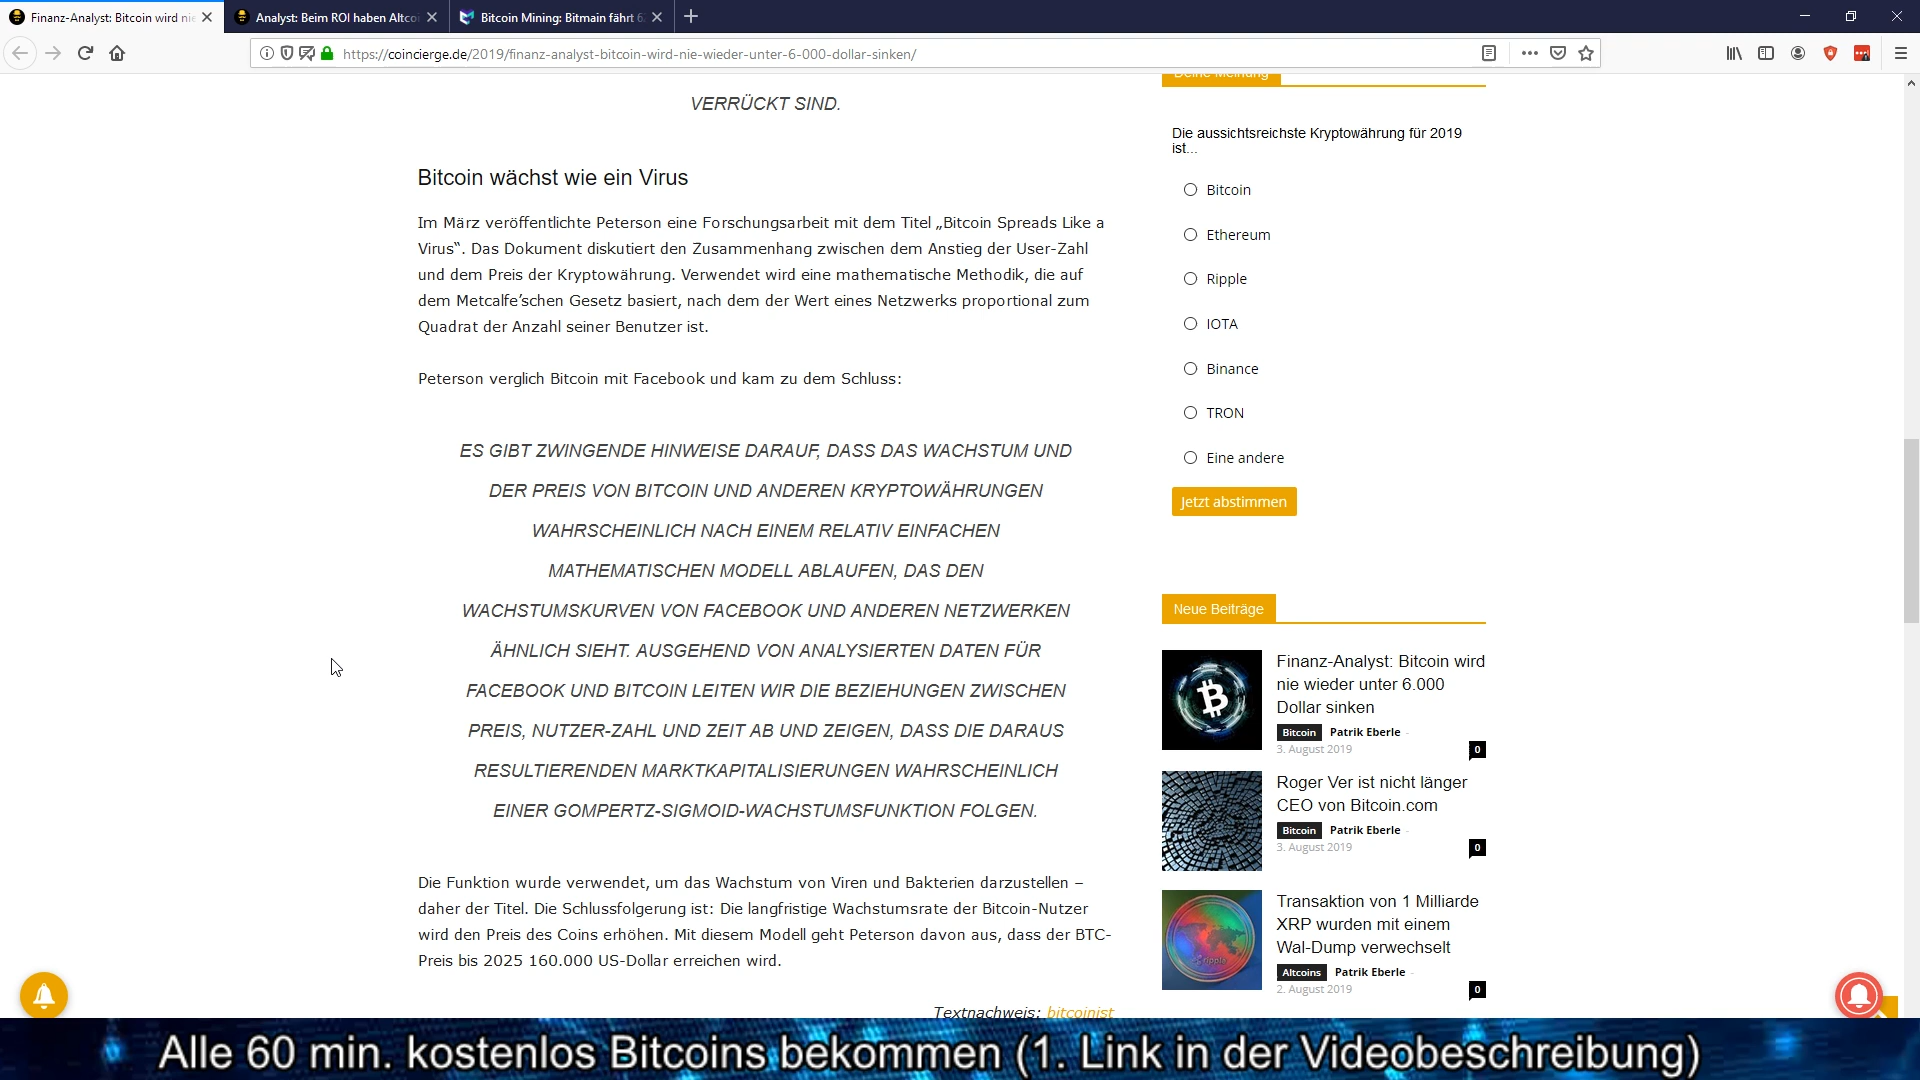 Finanz-Analyst: Bitcoin wird nie
Analyst: Beim ROI haben Altco
Bitcoin Mining: Bitmain fährt 6
https://coincierge.de/2019/finanz-analyst-bitcoin-wird-nie-wieder-unter-6-000-dollar-sinken/
VERRÜCKT SIND.
Bitcoin wächst wie ein Virus
Im März veröffentlichte Peterson eine Forschungsarbeit mit dem Titel „Bitcoin Spreads Like a
Virus“. Das Dokument diskutiert den Zusammenhang zwischen dem Anstieg der User-Zahl
und dem Preis der Kryptowährung. Verwendet wird eine mathematische Methodik, die auf
dem Metcalfe’schen Gesetz basiert, nach dem der Wert eines Netzwerks proportional zum
Quadrat der Anzahl seiner Benutzer ist.
Peterson verglich Bitcoin mit Facebook und kam zu dem Schluss:
ES GIBT ZWINGENDE HINWEISE DARAUF, DASS DAS WACHSTUM UND
DER PREIS VON BITCOIN UND ANDEREN KRYPTOWÄHRUNGEN
WAHRSCHEINLICH NACH EINEM RELATIV EINFACHEN
MATHEMATISCHEN MODELL ABLAUFEN, DAS DEN
WACHSTUMSKURVEN VON FACEBOOK UND ANDEREN NETZWERKEN
ÄHNLICH SIEHT. AUSGEHEND VON ANALYSIERTEN DATEN FÜR
FACEBOOK UND BITCOIN LEITEN WIR DIE BEZIEHUNGEN ZWISCHEN
PREIS, NUTZER-ZAHL UND ZEIT AB UND ZEIGEN, DASS DIE DARAUS
RESULTIERENDEN MARKTKAPITALISIERUNGEN WAHRSCHEINLICH
EINER GOMPERTZ-SIGMOID-WACHSTUMSFUNKTION FOLGEN.
Die Funktion wurde verwendet, um das Wachstum von Viren und Bakterien darzustellen –
daher der Titel. Die Schlussfolgerung ist: Die langfristige Wachstumsrate der Bitcoin-Nutzer
wird den Preis des Coins erhöhen. Mit diesem Modell geht Peterson davon aus, dass der BTC-
Preis bis 2025 160.000 US-Dollar erreichen wird.
Textnachweis: bitcoinist
Deine Meinung
Die aussichtsreichste Kryptowährung für 2019
ist...
Bitcoin
Ethereum
Ripple
IOTA
Binance
TRON
Eine andere
Jetzt abstimmen
Neue Beiträge
Finanz-Analyst: Bitcoin wird
nie wieder unter 6.000
Dollar sinken
Bitcoin Patrik Eberle -
3. August 2019 0
Roger Ver ist nicht länger
CEO von Bitcoin.com
Bitcoin Patrik Eberle -
3. August 2019 0
Transaktion von 1 Milliarde
XRP wurden mit einem
Wal-Dump verwechselt
Altcoins Patrik Eberle -
2. August 2019 0
ripple
Alle 60 min. kostenlos Bitcoins bekommen (1. Link in der Videobeschreibung)